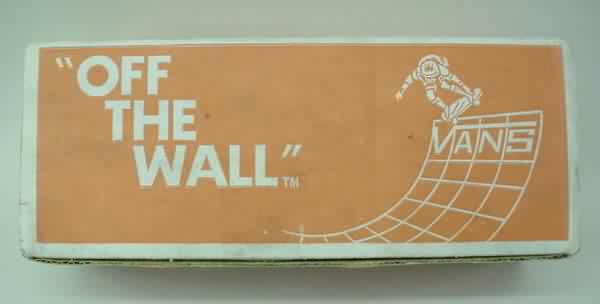 "OFF
THE
WALL"TM
VANS